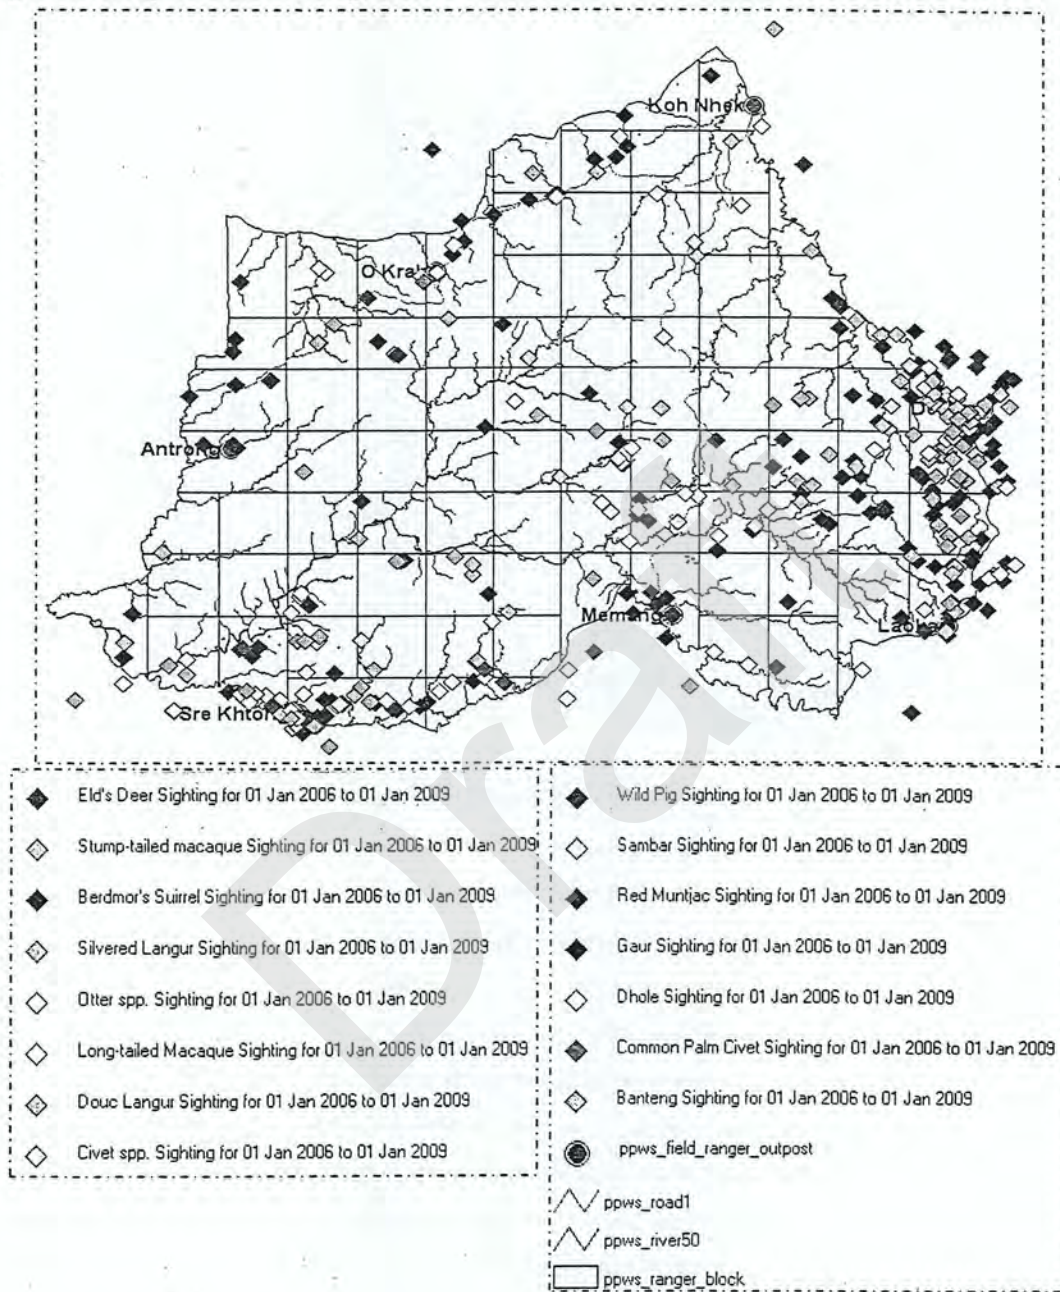 Koh Nhek
O Kra
Antrong
Memang
Laoka
Sre Khtor
Eld's Deer Sighting for 01 Jan 2006 to 01 Jan 2009
Stump-tailed macaque Sighting for 01 Jan 2006 to 01 Jan 2009
Berdmor's Suirrel Sighting for 01 Jan 2006 to 01 Jan 2009
Silvered Langur Sighting for 01 Jan 2006 to 01 Jan 2009
Otter spp. Sighting for 01 Jan 2006 to 01 Jan 2009
Long-tailed Macaque Sighting for 01 Jan 2006 to 01 Jan 2009
Douc Langur Sighting for 01 Jan 2006 to 01 Jan 2009
Civet spp. Sighting for 01 Jan 2006 to 01 Jan 2009
Wild Pig Sighting for 01 Jan 2006 to 01 Jan 2009
Sambar Sighting for 01 Jan 2006 to 01 Jan 2009
Red Muntjac Sighting for 01 Jan 2006 to 01 Jan 2009
Gaur Sighting for 01 Jan 2006 to 01 Jan 2009
Dhole Sighting for 01 Jan 2006 to 01 Jan 2009
Common Palm Civet Sighting for 01 Jan 2006 to 01 Jan 2009
Banteng Sighting for 01 Jan 2006 to 01 Jan 2009
ppws_field_ranger_outpost
ppws_road1
ppws_river50
ppws_ranger_block
Draft